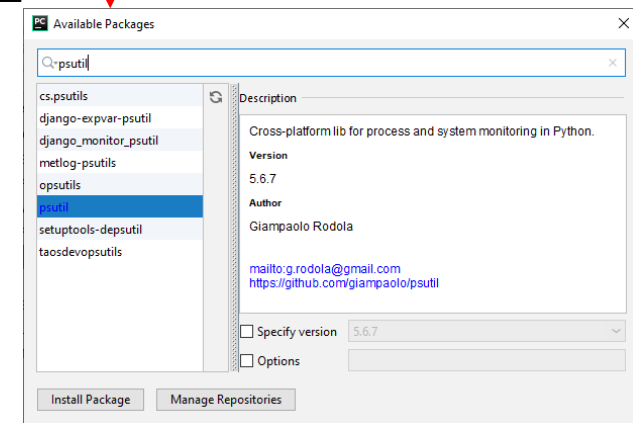 PC Available Packages
psutil
cs.psutils
django-expvar-psutil
django_monitor_psutil
metlog-psutils
opsutils
psutil
setuptools-depsutil
taosdevopsutils
Description
Cross-platform lib for process and system monitoring in Python.
Version
5.6.7
Author
Giampaolo Rodola
mailto:g.rodola@gmail.com
https://github.com/giampaolo/psutil
Specify version 5.6.7
Options
Install Package Manage Repositories